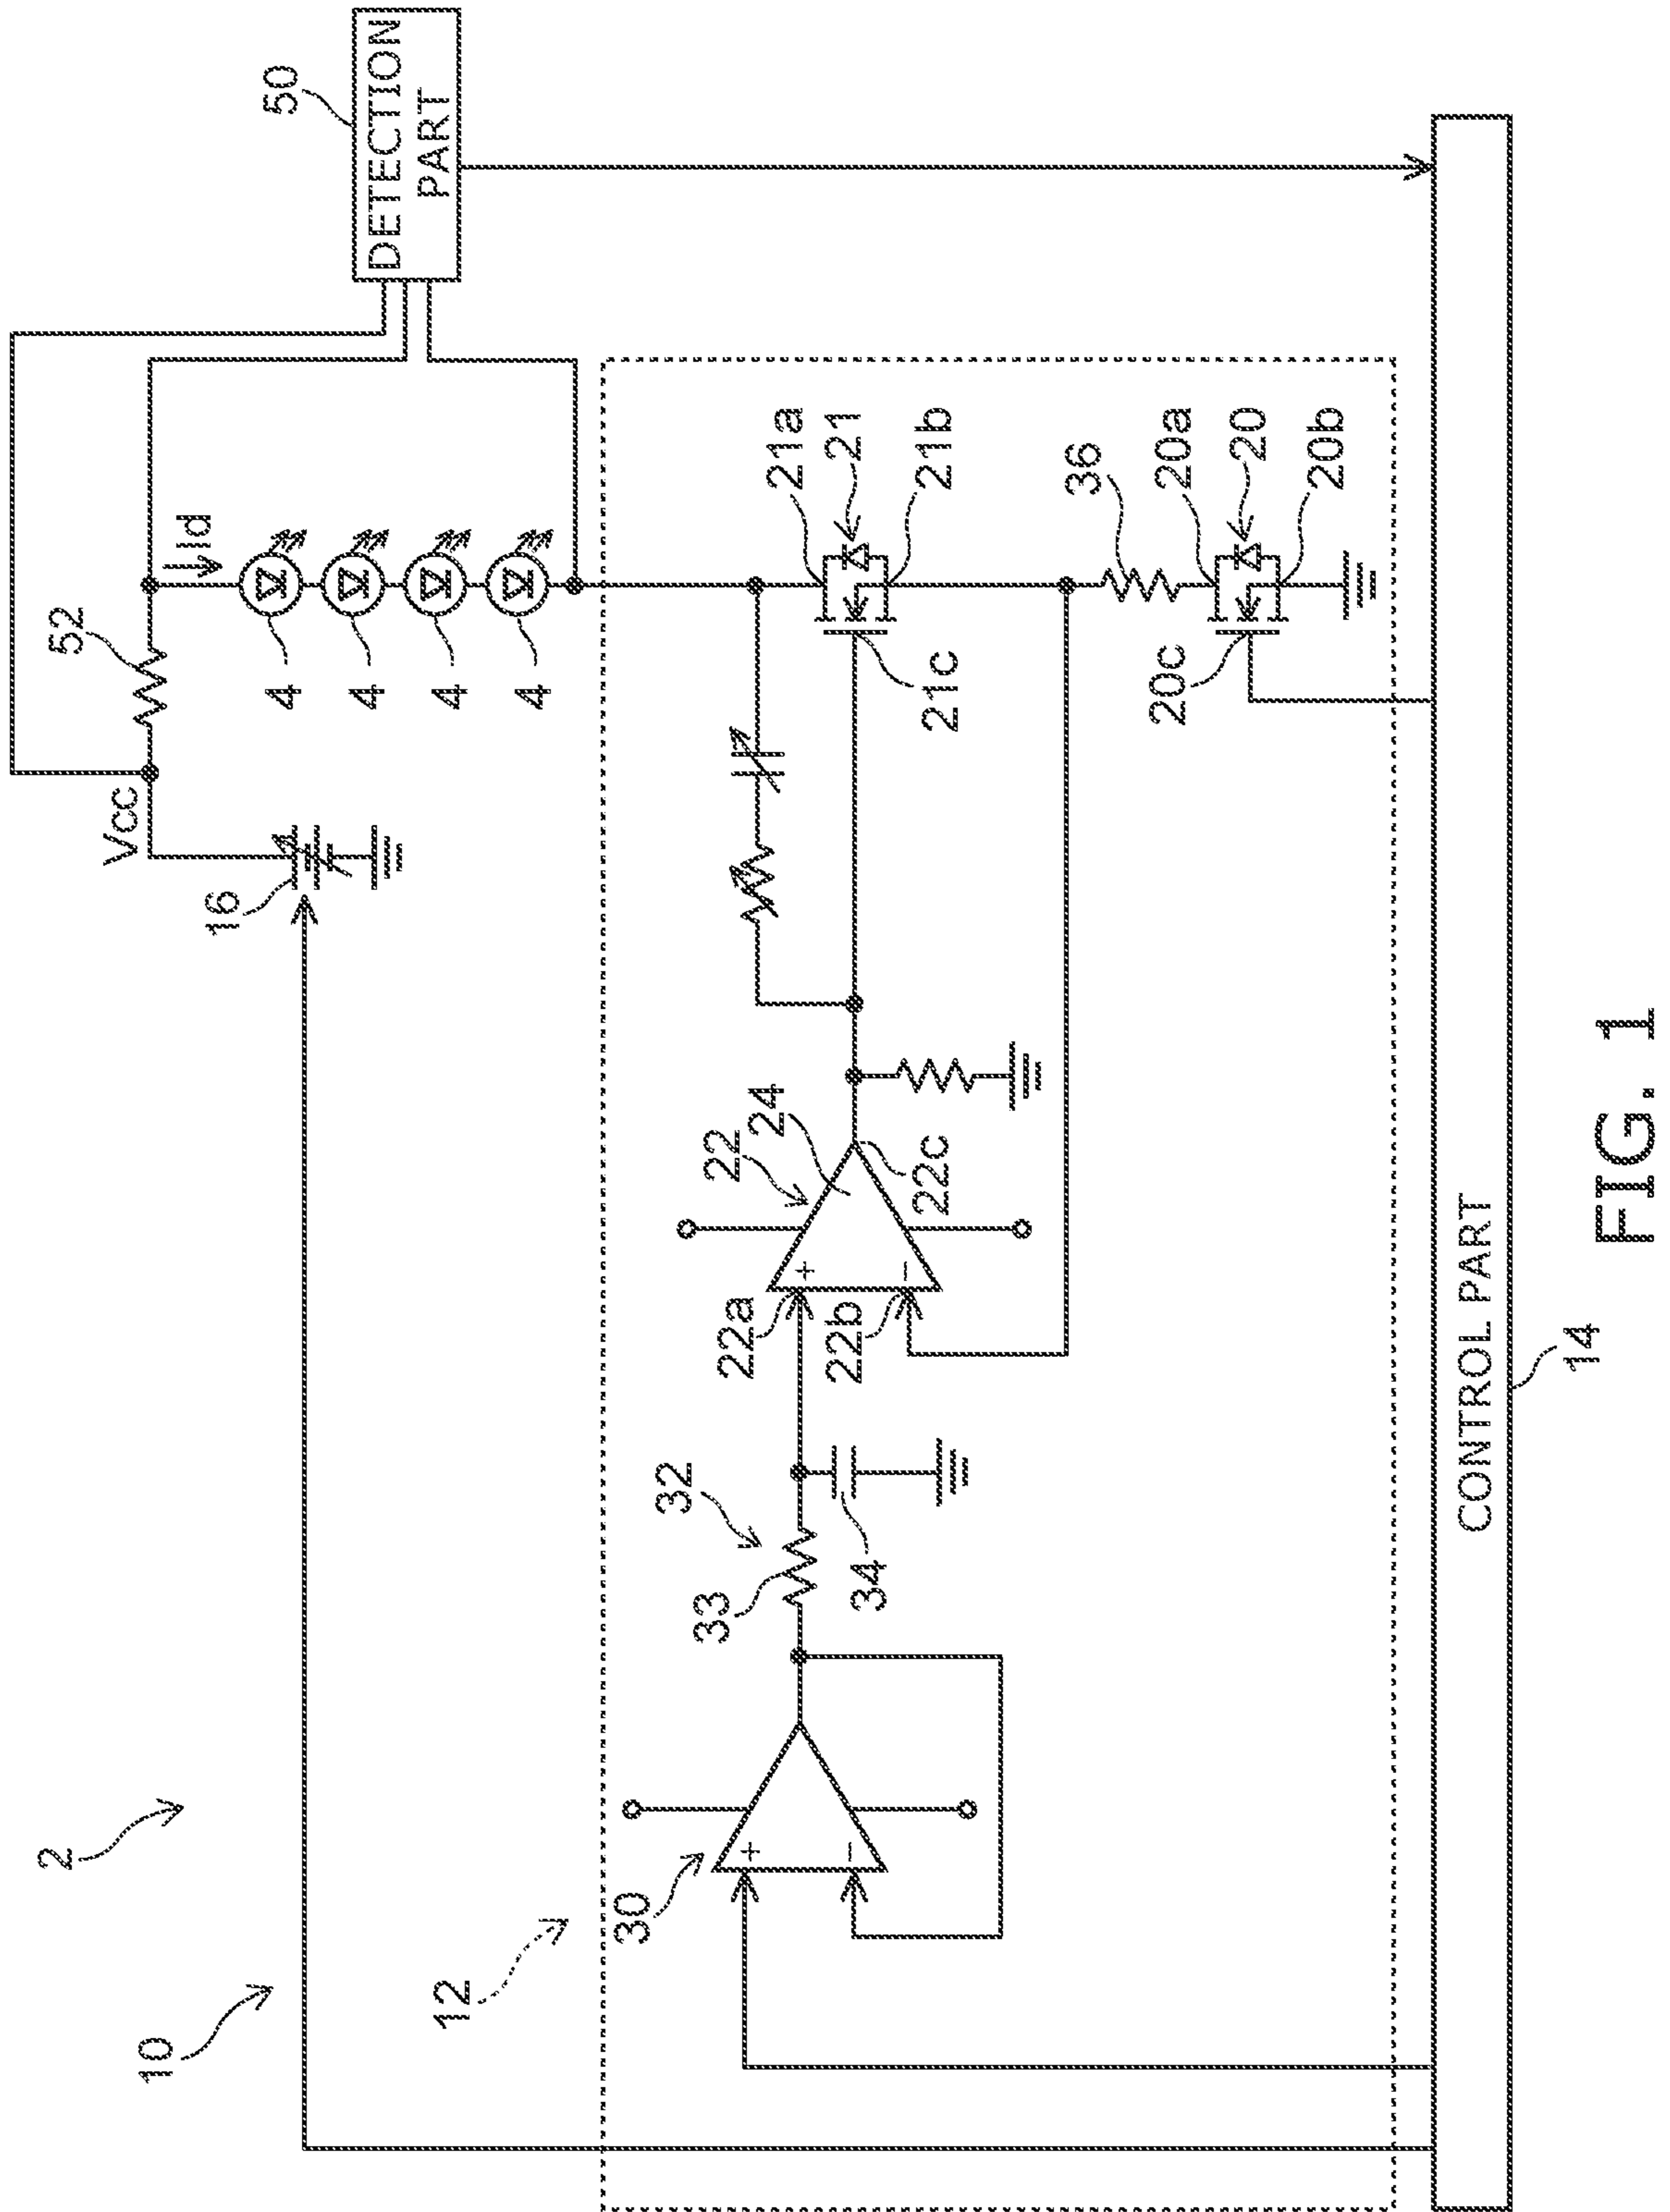 2
10
12
16
Vcc
52
50
DETECTION
PART
Id
4
4
4
4
30
33
32
34
22a
22b
22
24
22c
21a
21
21b
21c
36
20a
20
20b
20c
+
−
+
−
CONTROL PART
14
FIG. 1